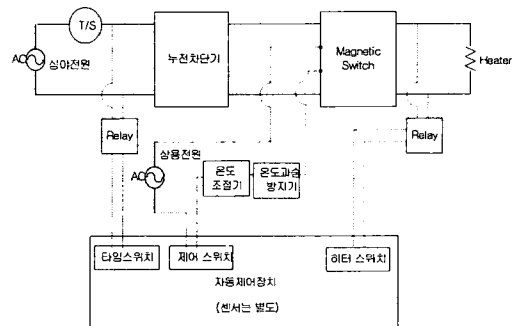 T/S
AC
심야전원
누전차단기
Magnetic
Switch
Heater
Relay
Relay
상용전원
AC
온도
조절기
온도과승
방지기
타임스위치
제어 스위치
히터 스위치
자동제어장치
(센서는 별도)